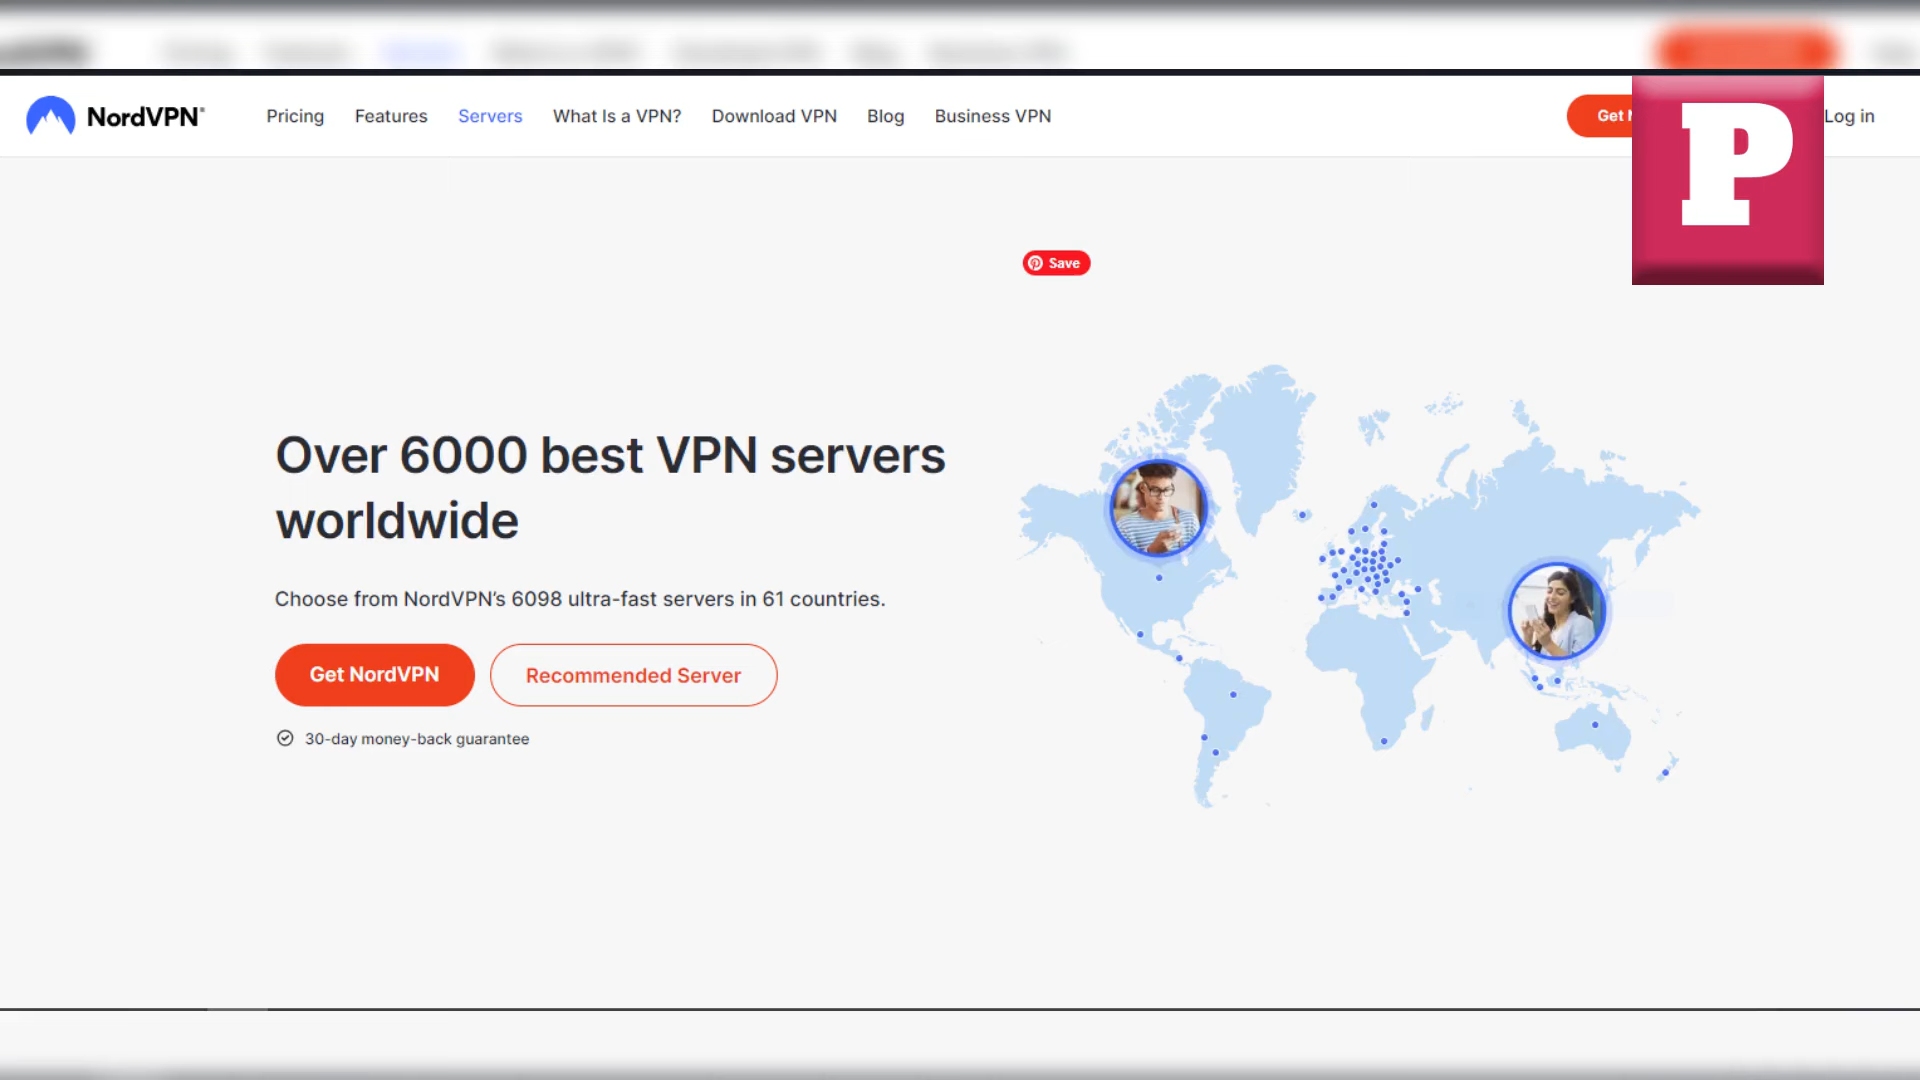 NordVPN®
Pricing
Features
Servers
What Is a VPN?
Download VPN
Blog
Business VPN
Get
Log in
P
Save
Over 6000 best VPN servers
worldwide
Choose from NordVPN’s 6098 ultra-fast servers in 61 countries.
Get NordVPN
Recommended Server
30-day money-back guarantee